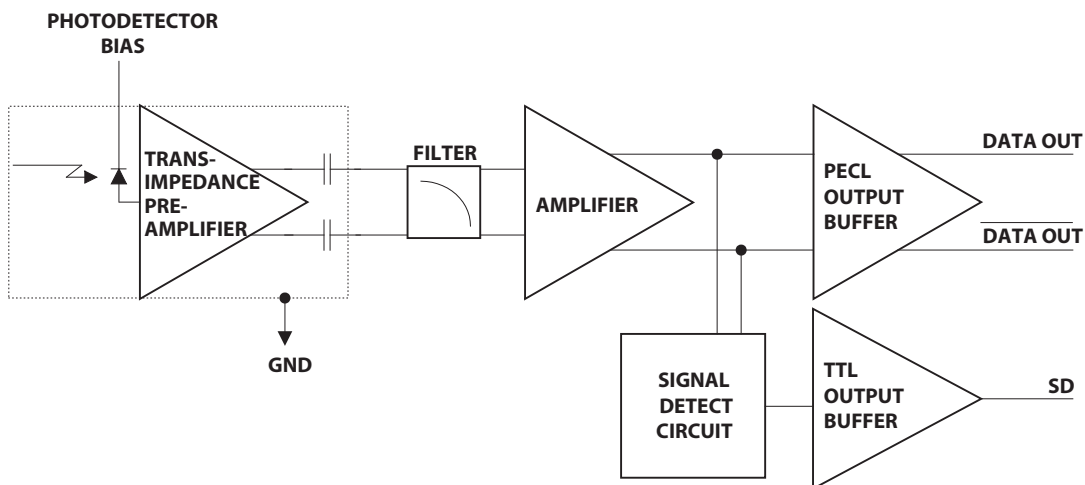 PHOTODETECTOR
BIAS
TRANS-
IMPEDANCE
PRE-
AMPLIFIER
GND
FILTER
AMPLIFIER
PECL
OUTPUT
BUFFER
DATA OUT
DATA OUT
SIGNAL
DETECT
CIRCUIT
TTL
OUTPUT
BUFFER
SD